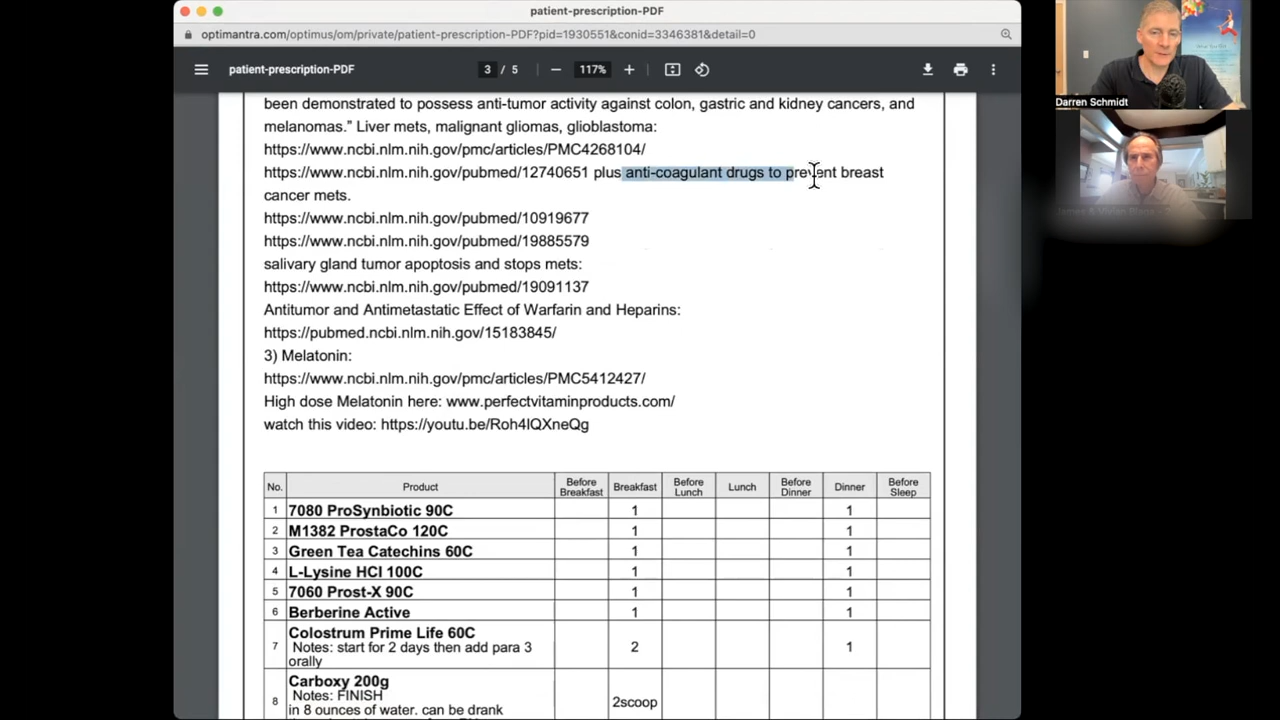 patient-prescription-PDF
optimantra.com/optimus/om/private/patient-prescription-PDF?pid=1930551&conid=3346381&detail=0
patient-prescription-PDF
3 / 5
117%
been demonstrated to possess anti-tumor activity against colon, gastric and kidney cancers, and
melanomas.” Liver mets, malignant gliomas, glioblastoma:
https://www.ncbi.nlm.nih.gov/pmc/articles/PMC4268104/
https://www.ncbi.nlm.nih.gov/pubmed/12740651 plus anti-coagulant drugs to prevent breast
cancer mets.
https://www.ncbi.nlm.nih.gov/pubmed/10919677
https://www.ncbi.nlm.nih.gov/pubmed/19885579
salivary gland tumor apoptosis and stops mets:
https://www.ncbi.nlm.nih.gov/pubmed/19091137
Antitumor and Antimetastatic Effect of Warfarin and Heparins:
https://pubmed.ncbi.nlm.nih.gov/15183845/
3) Melatonin:
https://www.ncbi.nlm.nih.gov/pmc/articles/PMC5412427/
High dose Melatonin here: www.perfectvitaminproducts.com/
watch this video: https://youtu.be/Roh4lQXneQg
No. Product Before Breakfast Breakfast Before Lunch Lunch Before Dinner Dinner Before Sleep
1 7080 ProSynbiotic 90C 1 1
2 M1382 ProstaCo 120C 1 1
3 Green Tea Catechins 60C 1 1
4 L-Lysine HCI 100C 1 1
5 7060 Prost-X 90C 1 1
6 Berberine Active 1 1
7 Colostrum Prime Life 60C 2 1
Notes: start for 2 days then add para 3
orally
8 Carboxy 200g 2scoop
Notes: FINISH
in 8 ounces of water. can be drank
Darren Schmidt